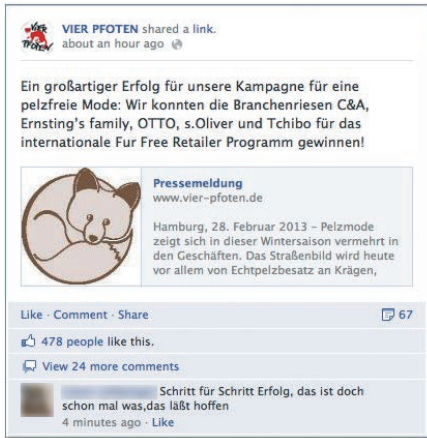 VIER PFOTEN
VIER PFOTEN shared a link.
about an hour ago
Ein großartiger Erfolg für unsere Kampagne für eine
pelzfreie Mode: Wir konnten die Branchenriesen C&A,
Ernsting's family, OTTO, s.Oliver und Tchibo für das
internationale Fur Free Retailer Programm gewinnen!
Pressemeldung
www.vier-pfoten.de
Hamburg, 28. Februar 2013 – Pelzmode
zeigt sich in dieser Wintersaison vermehrt in
den Geschäften. Das Straßenbild wird heute
vor allem von Echtpelzbesatz an Krägen,
Like · Comment · Share 67
478 people like this.
View 24 more comments
Schritt für Schritt Erfolg, das ist doch
schon mal was,das läßt hoffen
4 minutes ago · Like